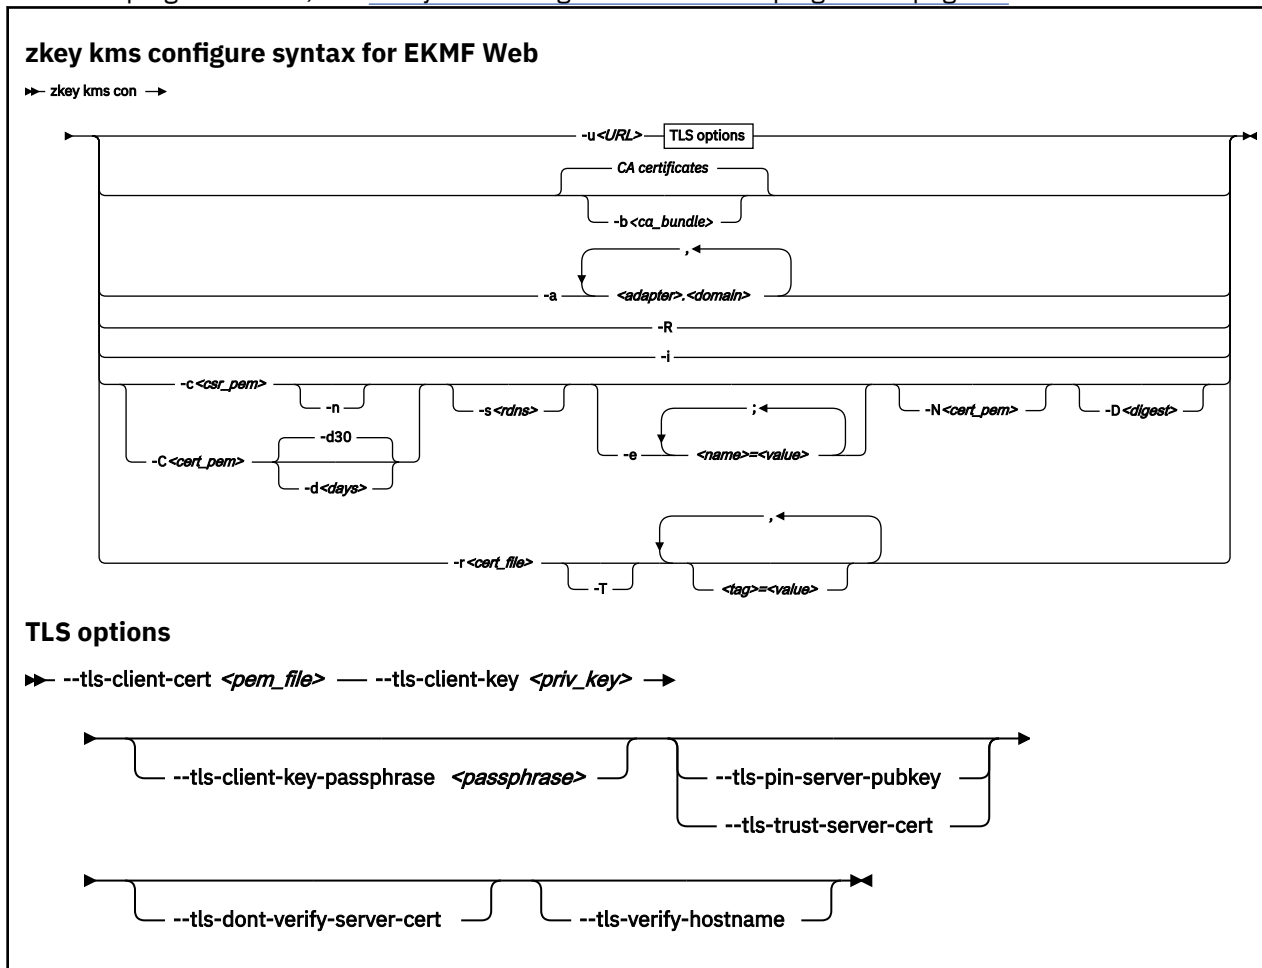 zkey kms configure syntax for EKMF Web
zkey kms con
-u<URL> TLS options
CA certificates
-b<ca_bundle>
,
-a <adapter>.<domain>
-R
-i
-c<csr_pem>
-n
-s<rdns>
;
-N<cert_pem>
-D<digest>
-d30
-C<cert_pem>
-e <name>=<value>
-d<days>
,
-r<cert_file>
-T
<tag>=<value>
TLS options
--tls-client-cert <pem_file> --tls-client-key <priv_key>
--tls-client-key-passphrase <passphrase> --tls-pin-server-pubkey
--tls-trust-server-cert
--tls-dont-verify-server-cert --tls-verify-hostname